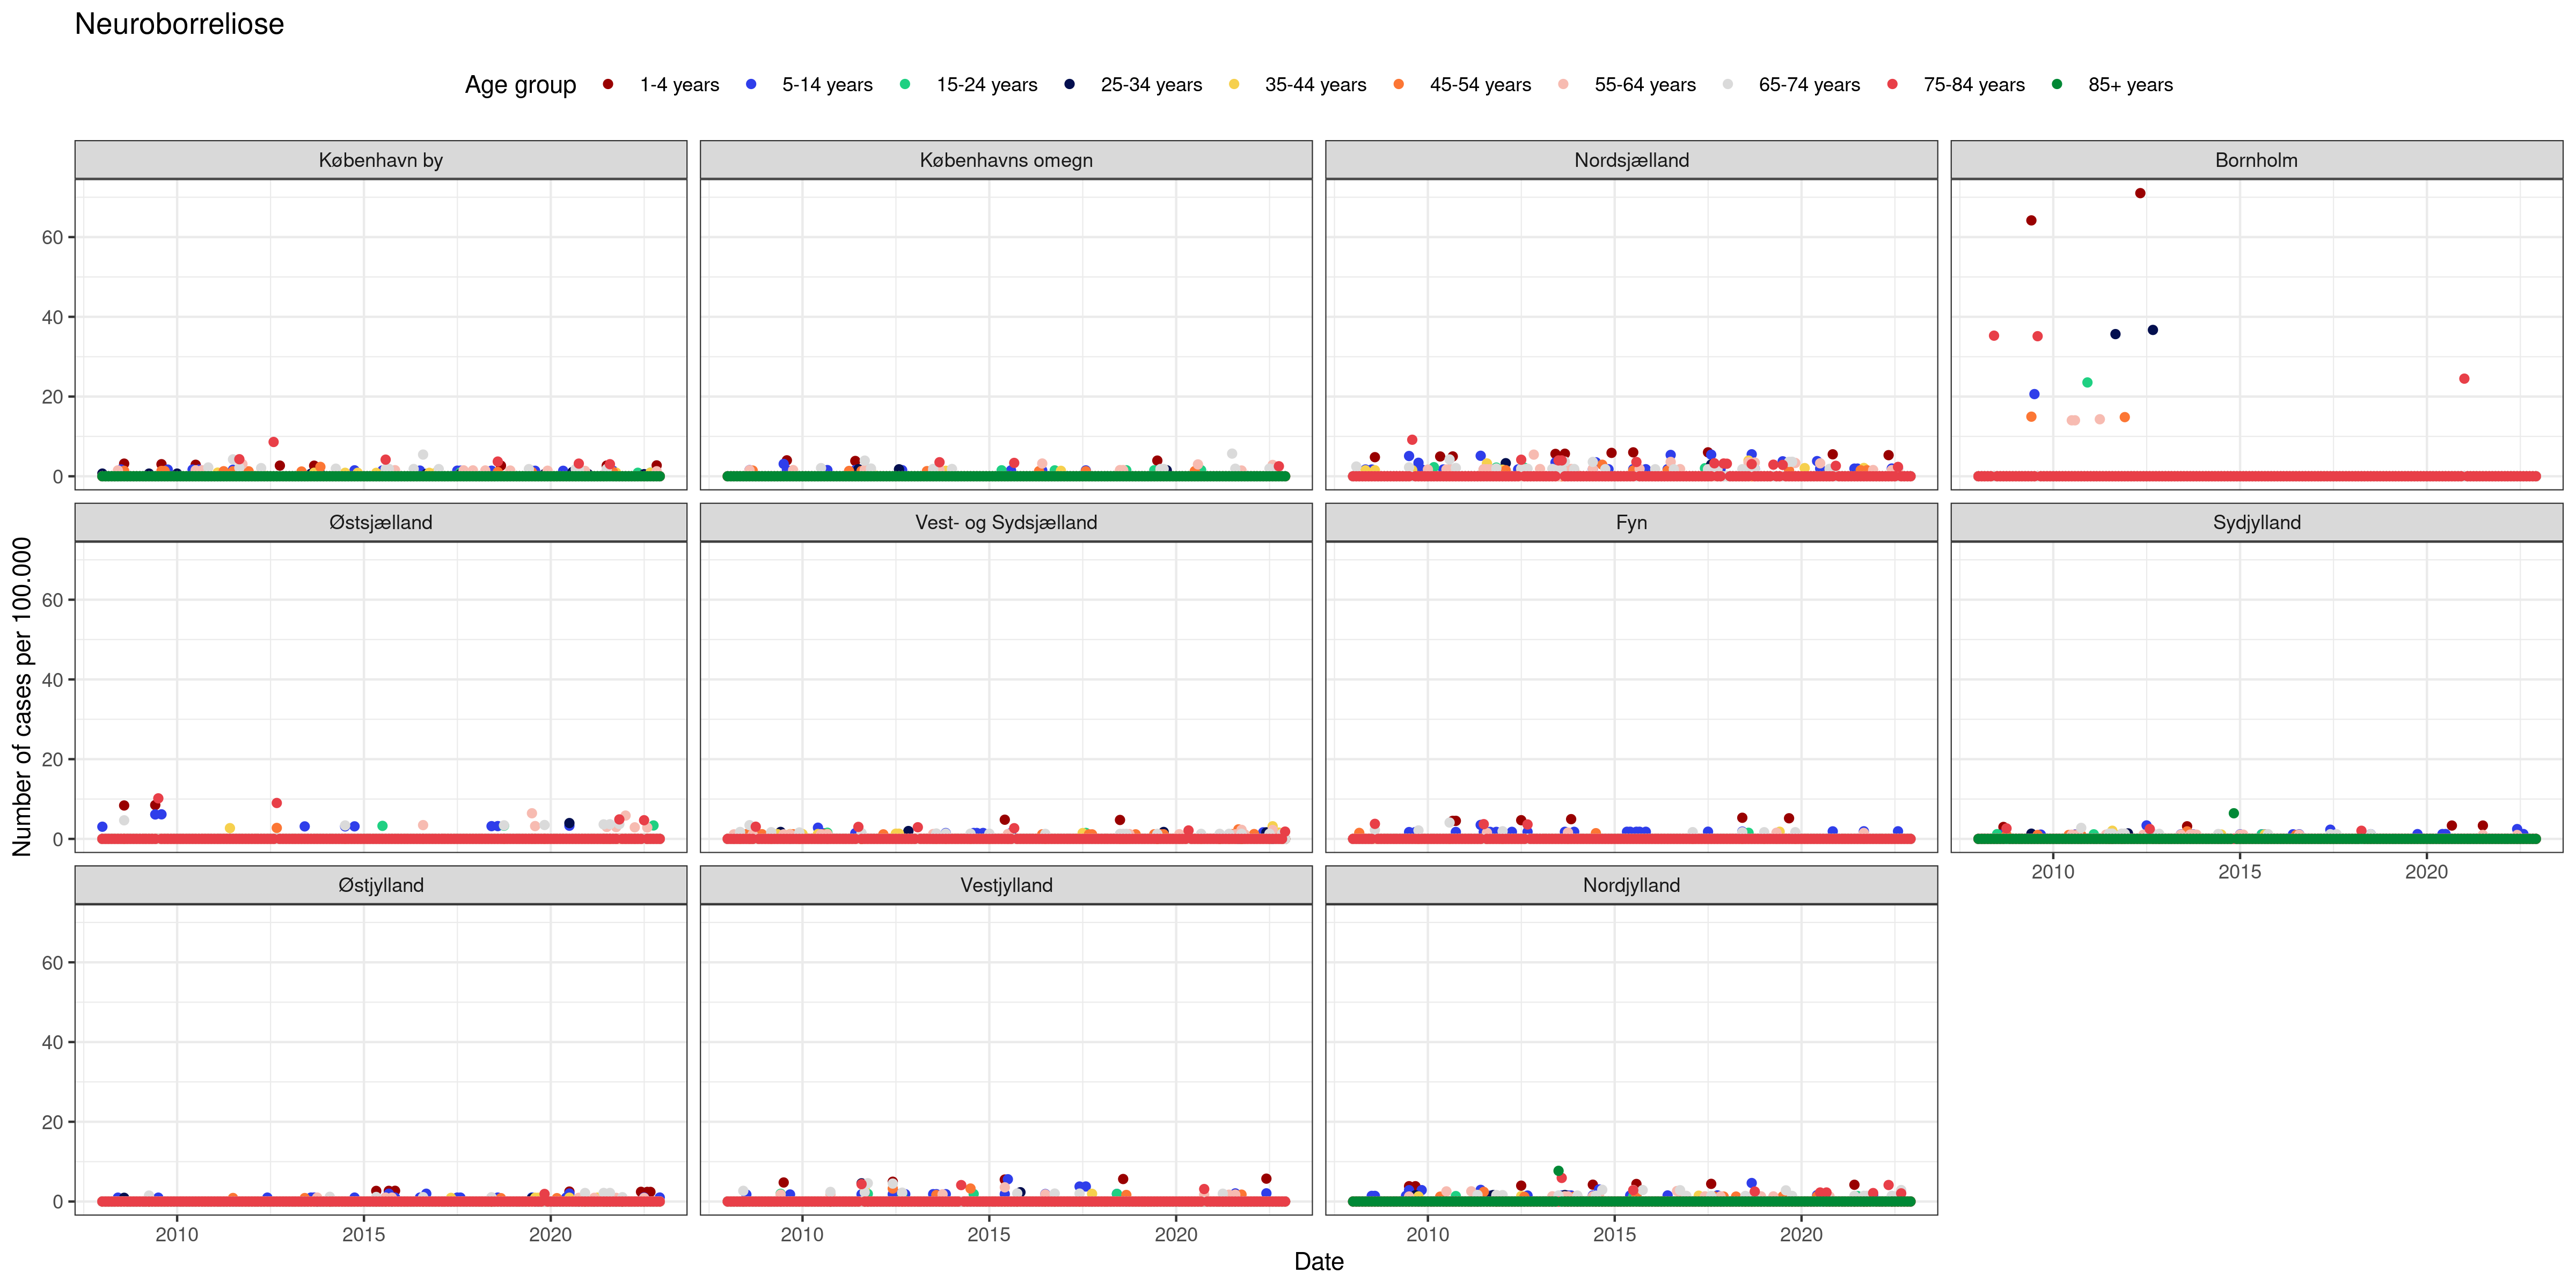 Neuroborreliose
Age group 1-4 years 5-14 years 15-24 years 25-34 years 35-44 years 45-54 years 55-64 years 65-74 years 75-84 years 85+ years
København by Københavns omegn Nordsjælland Bornholm
60
40
20
0
Østsjælland Vest- og Sydsjælland Fyn Sydjylland
60
40
20
0
2010 2015 2020
Østjylland Vestjylland Nordjylland
60
40
20
0
2010 2015 2020 2010 2015 2020 2010 2015 2020
Number of cases per 100.000
Date